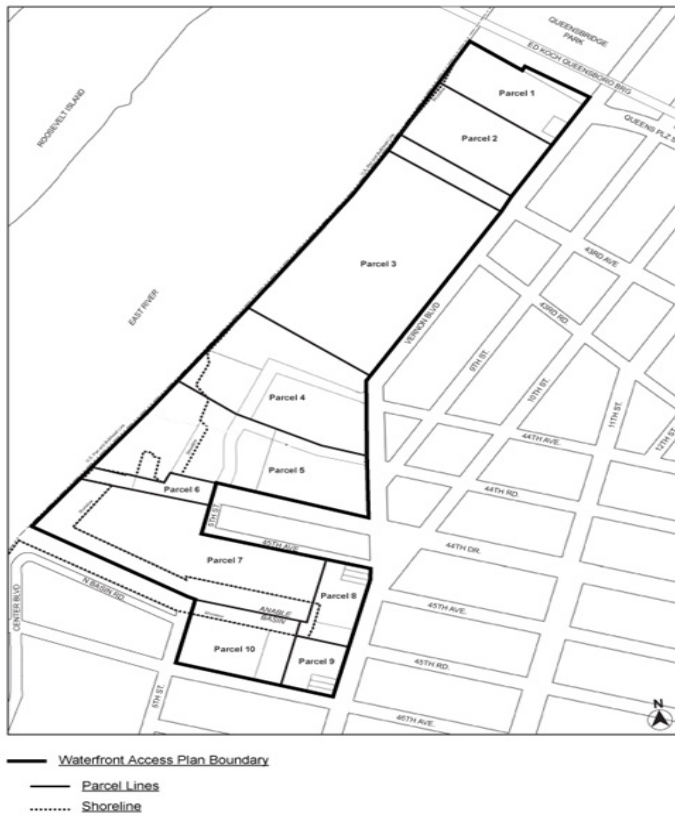 QUEENSBRIDGE
PARK
ED KOCH QUEENSBORO BRG
QUEENS PLZ S
ROOSEVELT ISLAND
EAST RIVER
Parcel 1
Parcel 2
Parcel 3
43RD AVE
43RD RD
VERNON BLVD
9TH ST.
10TH ST.
11TH ST.
12TH ST.
Parcel 4
44TH AVE.
Parcel 5
Parcel 6
44TH RD.
5TH ST.
45TH AVE
44TH DR.
Parcel 7
Parcel 8
CENTER BLVD
N BASIN RD.
ANABLE
BASIN
45TH AVE.
Parcel 10
Parcel 9
45TH RD.
5TH ST.
46TH AVE.
N
Waterfront Access Plan Boundary
Parcel Lines
Shoreline